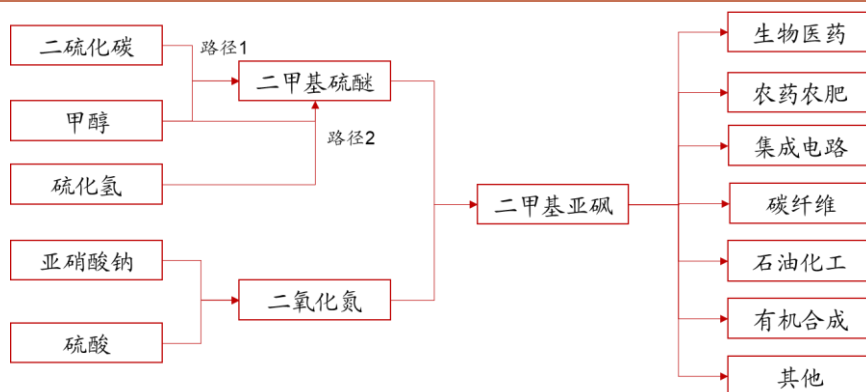 二硫化碳
甲醇
硫化氢
亚硝酸钠
硫酸
路径1
路径2
二甲基硫醚
二氧化氮
二甲基亚砜
生物医药
农药农肥
集成电路
碳纤维
石油化工
有机合成
其他